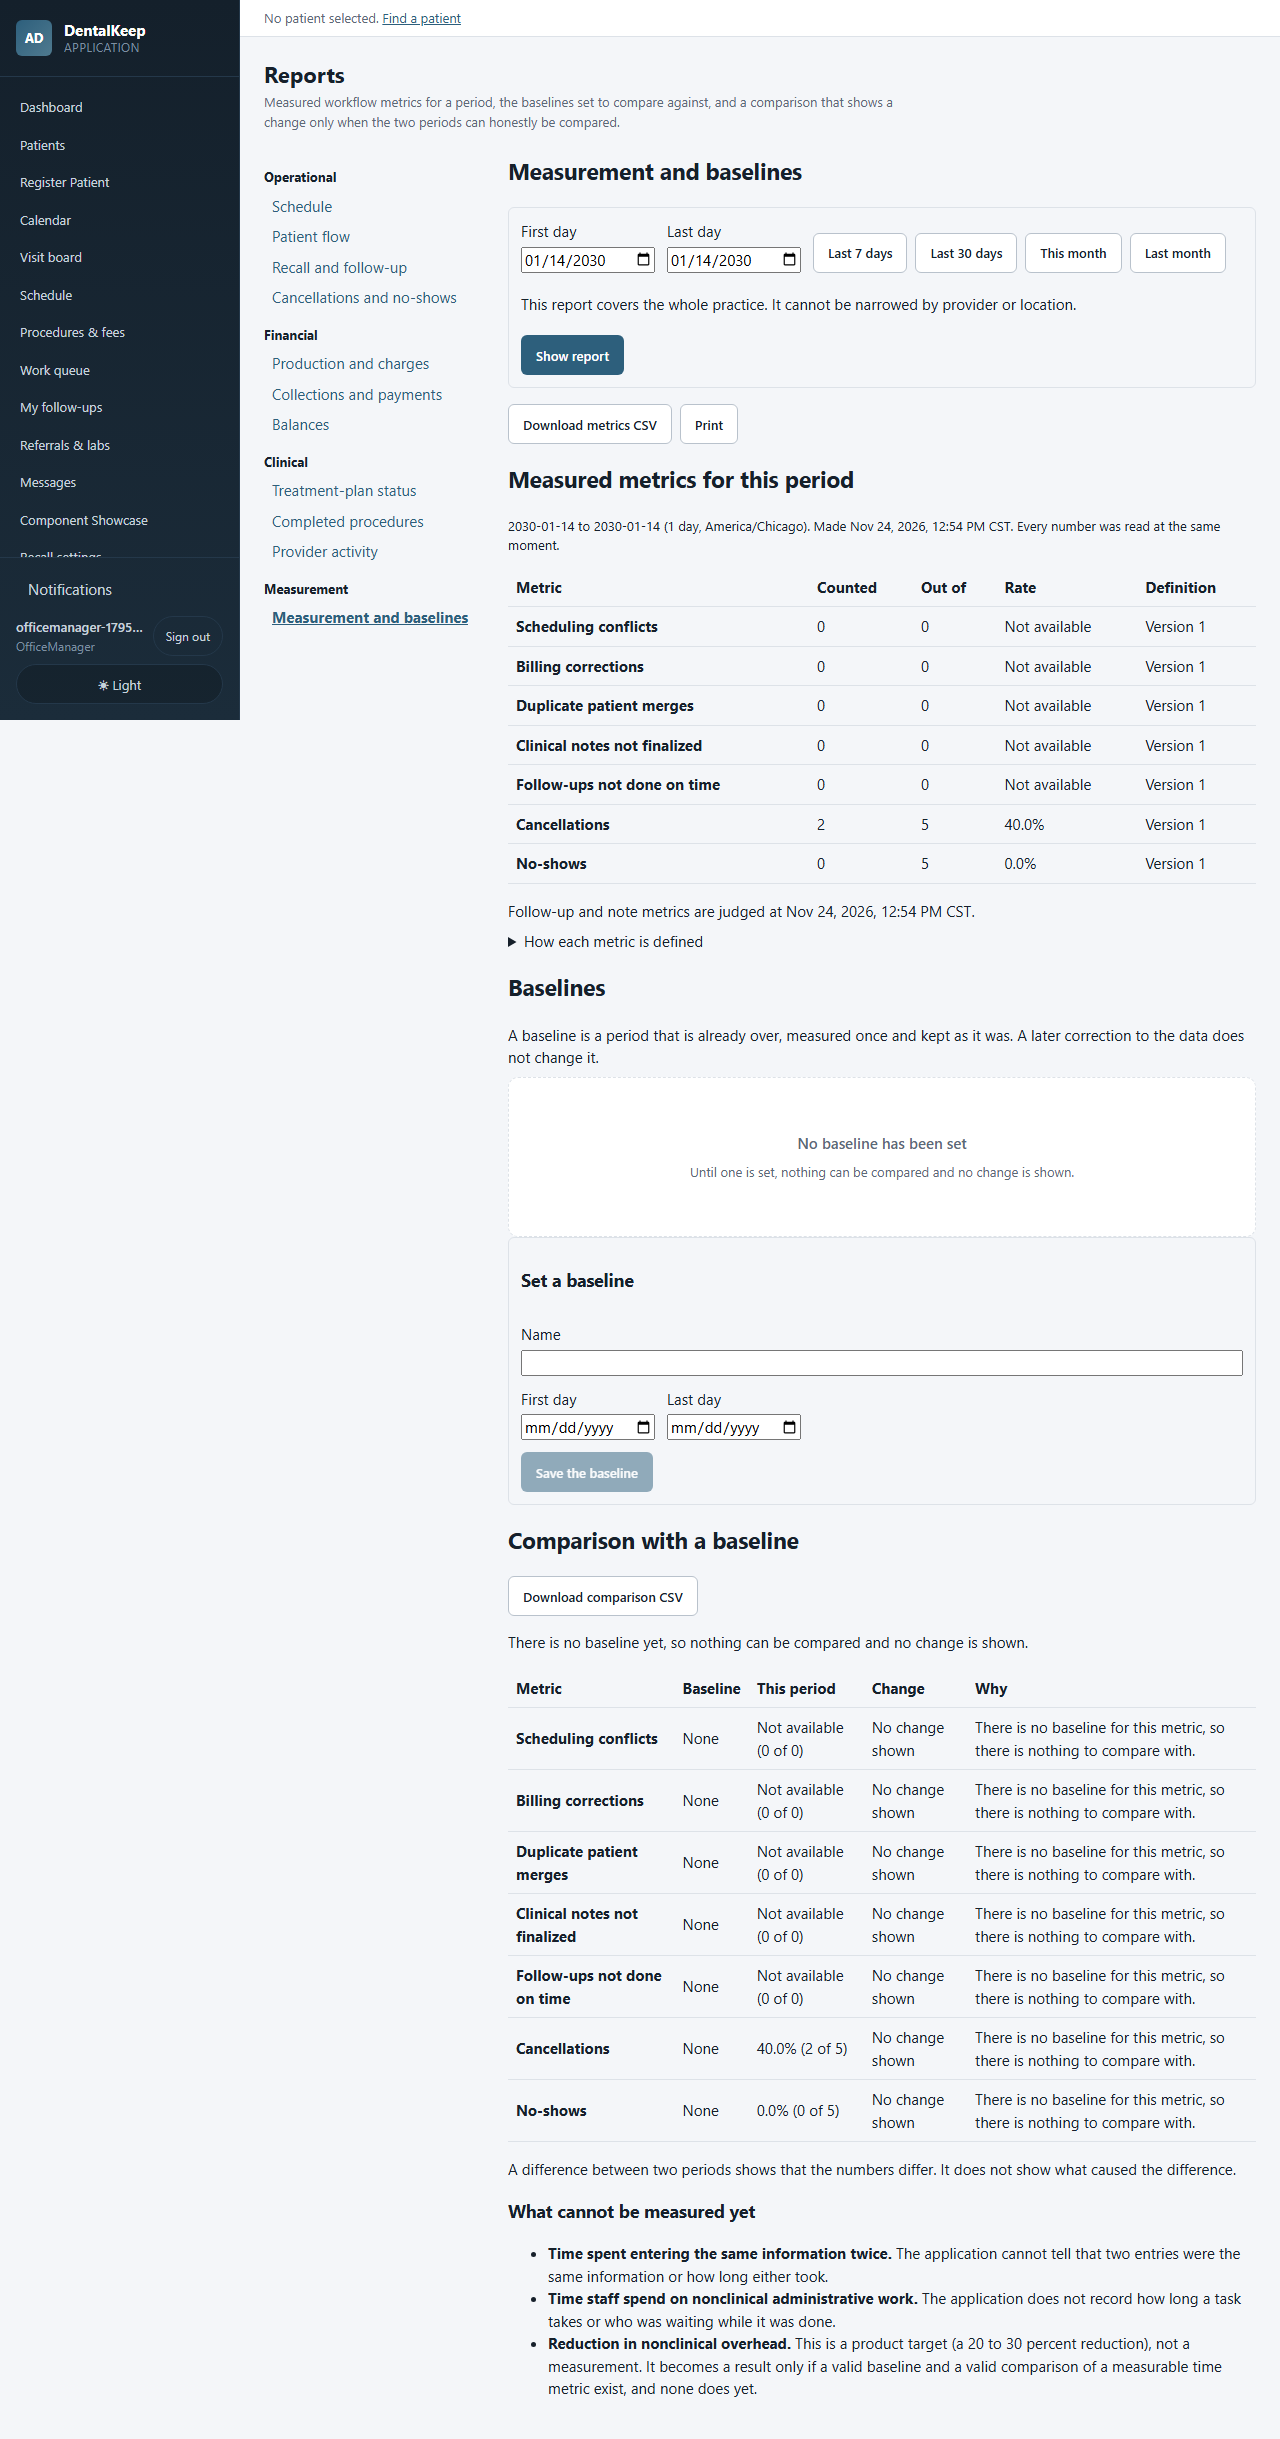 AD
DentalKeep
APPLICATION
Dashboard
Patients
Register Patient
Calendar
Visit board
Schedule
Procedures & fees
Work queue
My follow-ups
Referrals & labs
Messages
Component Showcase
Recall settings
Notifications
officemanager-1795...
OfficeManager
Sign out
☀ Light
No patient selected. Find a patient
Reports
Measured workflow metrics for a period, the baselines set to compare against, and a comparison that shows a
change only when the two periods can honestly be compared.
Operational
Schedule
Patient flow
Recall and follow-up
Cancellations and no-shows
Financial
Production and charges
Collections and payments
Balances
Clinical
Treatment-plan status
Completed procedures
Provider activity
Measurement
Measurement and baselines
Measurement and baselines
First day Last day
01/14/2030 01/14/2030 Last 7 days Last 30 days This month Last month
This report covers the whole practice. It cannot be narrowed by provider or location.
Show report
Download metrics CSV Print
Measured metrics for this period
2030-01-14 to 2030-01-14 (1 day, America/Chicago). Made Nov 24, 2026, 12:54 PM CST. Every number was read at the same
moment.
Metric Counted Out of Rate Definition
Scheduling conflicts 0 0 Not available Version 1
Billing corrections 0 0 Not available Version 1
Duplicate patient merges 0 0 Not available Version 1
Clinical notes not finalized 0 0 Not available Version 1
Follow-ups not done on time 0 0 Not available Version 1
Cancellations 2 5 40.0% Version 1
No-shows 0 5 0.0% Version 1
Follow-up and note metrics are judged at Nov 24, 2026, 12:54 PM CST.
▶ How each metric is defined
Baselines
A baseline is a period that is already over, measured once and kept as it was. A later correction to the data does
not change it.
No baseline has been set
Until one is set, nothing can be compared and no change is shown.
Set a baseline
Name
First day Last day
mm/dd/yyyy mm/dd/yyyy
Save the baseline
Comparison with a baseline
Download comparison CSV
There is no baseline yet, so nothing can be compared and no change is shown.
Metric Baseline This period Change Why
Scheduling conflicts None Not available (0 of 0) No change shown There is no baseline for this metric, so there is nothing to compare with.
Billing corrections None Not available (0 of 0) No change shown There is no baseline for this metric, so there is nothing to compare with.
Duplicate patient merges None Not available (0 of 0) No change shown There is no baseline for this metric, so there is nothing to compare with.
Clinical notes not finalized None Not available (0 of 0) No change shown There is no baseline for this metric, so there is nothing to compare with.
Follow-ups not done on time None Not available (0 of 0) No change shown There is no baseline for this metric, so there is nothing to compare with.
Cancellations None 40.0% (2 of 5) No change shown There is no baseline for this metric, so there is nothing to compare with.
No-shows None 0.0% (0 of 5) No change shown There is no baseline for this metric, so there is nothing to compare with.
A difference between two periods shows that the numbers differ. It does not show what caused the difference.
What cannot be measured yet
• Time spent entering the same information twice. The application cannot tell that two entries were the
same information or how long either took.
• Time staff spend on nonclinical administrative work. The application does not record how long a task
takes or who was waiting while it was done.
• Reduction in nonclinical overhead. This is a product target (a 20 to 30 percent reduction), not a
measurement. It becomes a result only if a valid baseline and a valid comparison of a measurable time
metric exist, and none does yet.